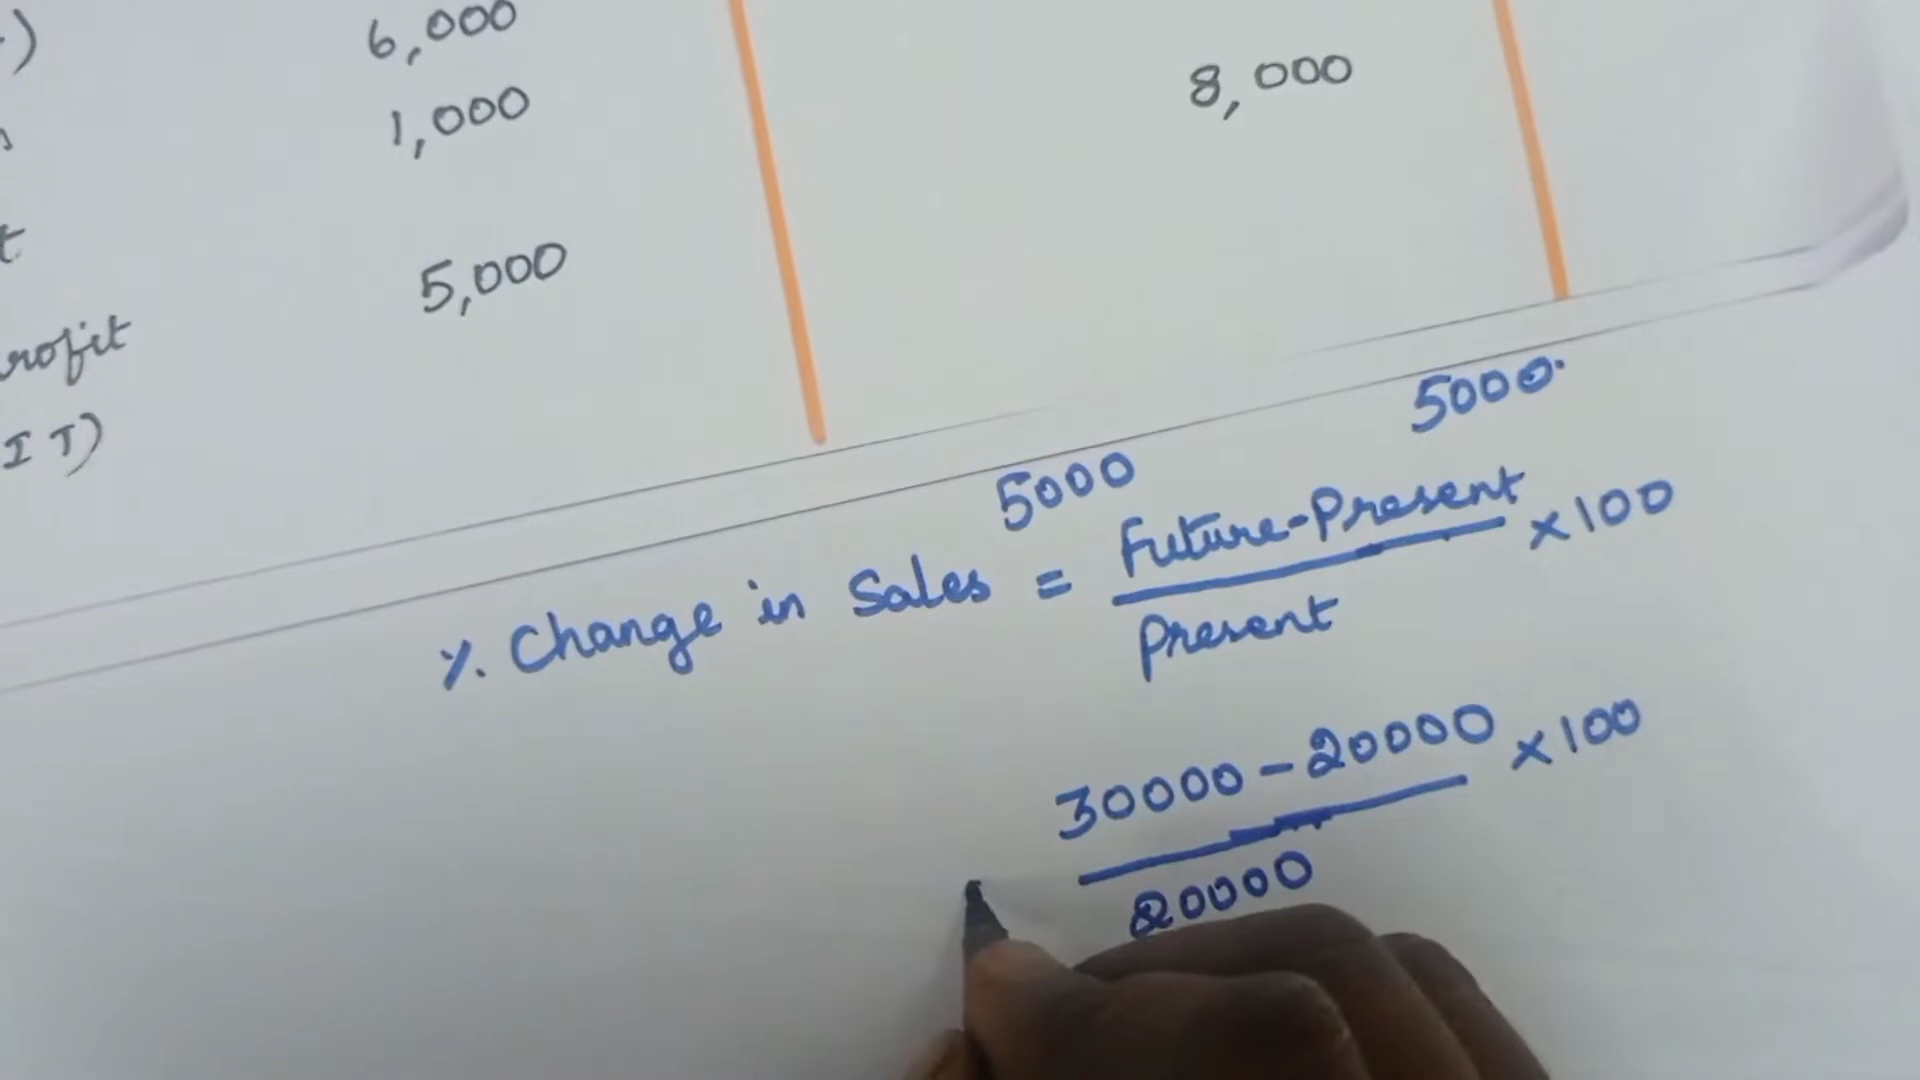 6,000
1,000 8,000
t 5,000
rofit
IT)
5000 5000.
%. Change in Sales = Future-Present ×100
Present
30000-20000 ×100
20000